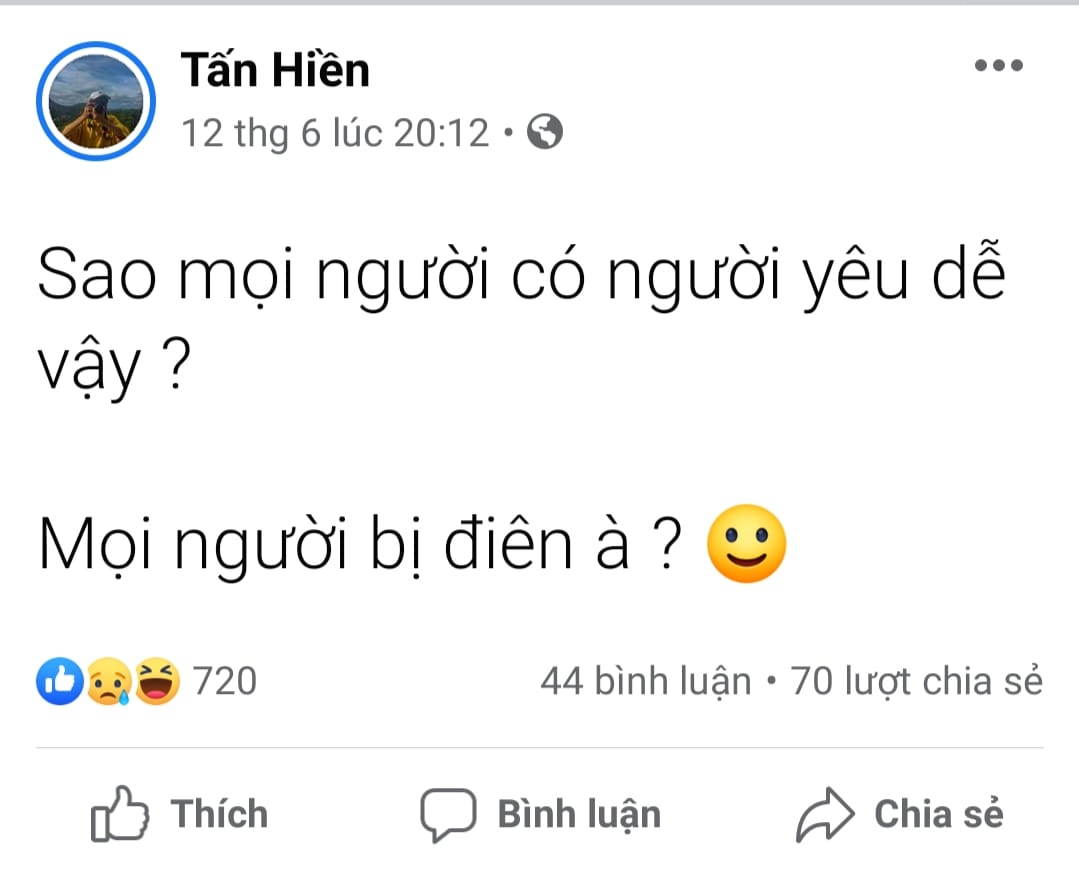 Tấn Hiền
12 thg 6 lúc 20:12 •
Sao mọi người có người yêu dễ
vậy ?
Mọi người bị điên à ? 🙂
720
44 bình luận • 70 lượt chia sẻ
Thích
Bình luận
Chia sẻ